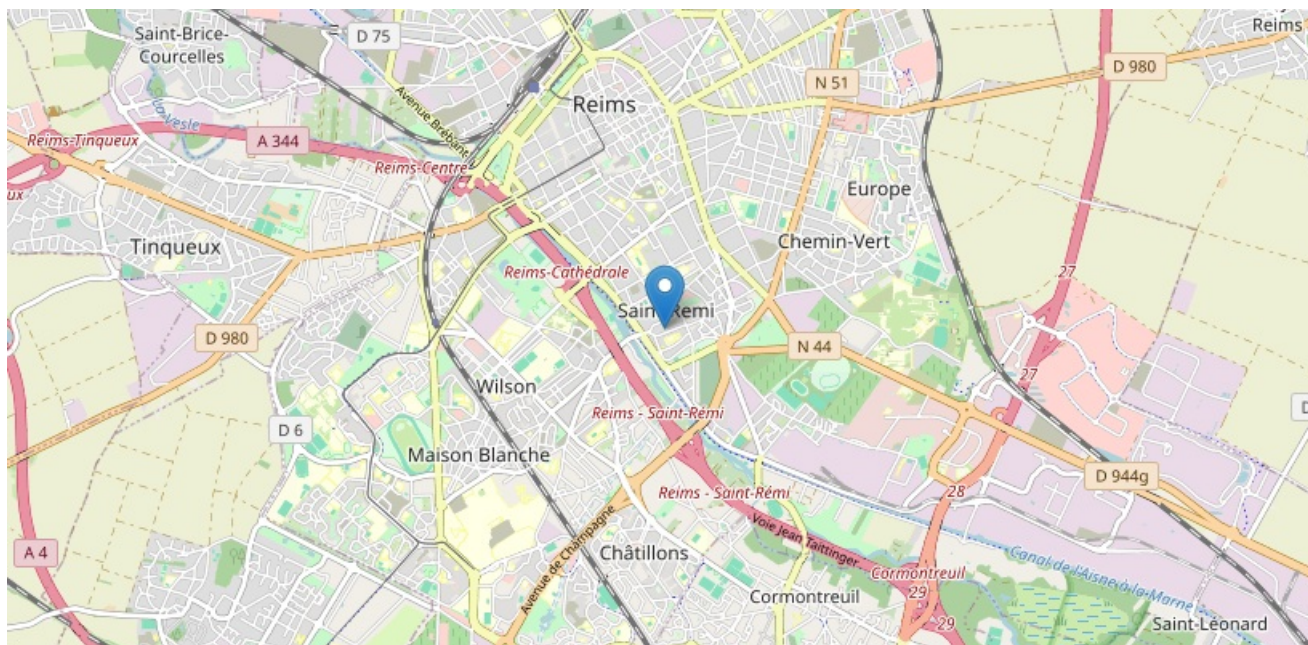 Saint-Brice-
Courcelles
D 75
Reims
D 980
N 51
Reims
La Vesle
Avenue Brébant
Reims-Tinqueux
A 344
Reims-Centre
Europe
Tinqueux
Chemin-Vert
Reims-Cathédrale
27
Saint-Remi
D 980
N 44
27
Wilson
Reims - Saint-Rémi
D 6
Maison Blanche
D 944g
28
Reims - Saint-Rémi
Voie Jean Taittinger
A 4
Avenue de Champagne
Châtillons
Canal de l'Aisne à la Marne
Cormontreuil
29
Cormontreuil
29
Saint-Léonard